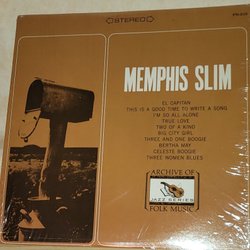 STEREO
MEMPHIS SLIM
EL CAPITAN
THIS IS A GOOD TIME TO WRITE A SONG
I'M SO ALL ALONE
TRUE LOVE
TWO OF A KIND
BIG CITY GIRL
THREE AND ONE BOOGIE
BERTHA MAY
CELESTE BOOGIE
THREE WOMEN BLUES
ARCHIVE OF
JAZZ SERIES
FOLK MUSIC